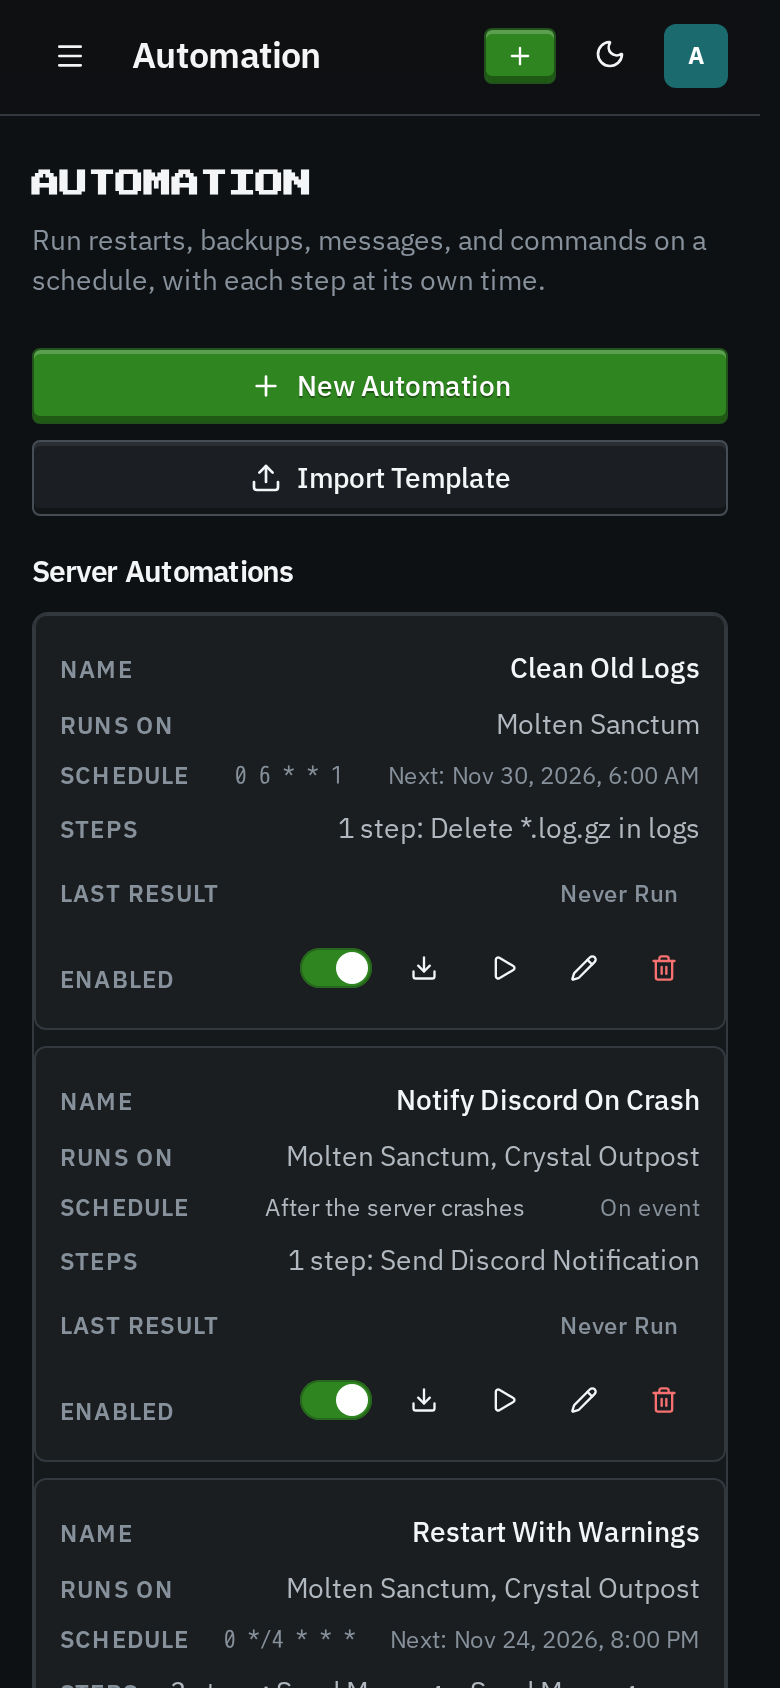 Automation
A
AUTOMATION
Run restarts, backups, messages, and commands on a
schedule, with each step at its own time.
New Automation
Import Template
Server Automations
NAME Clean Old Logs
RUNS ON Molten Sanctum
SCHEDULE 0 6 * * 1 Next: Nov 30, 2026, 6:00 AM
STEPS 1 step: Delete *.log.gz in logs
LAST RESULT Never Run
ENABLED
NAME Notify Discord On Crash
RUNS ON Molten Sanctum, Crystal Outpost
SCHEDULE After the server crashes On event
STEPS 1 step: Send Discord Notification
LAST RESULT Never Run
ENABLED
NAME Restart With Warnings
RUNS ON Molten Sanctum, Crystal Outpost
SCHEDULE 0 */4 * * * Next: Nov 24, 2026, 8:00 PM